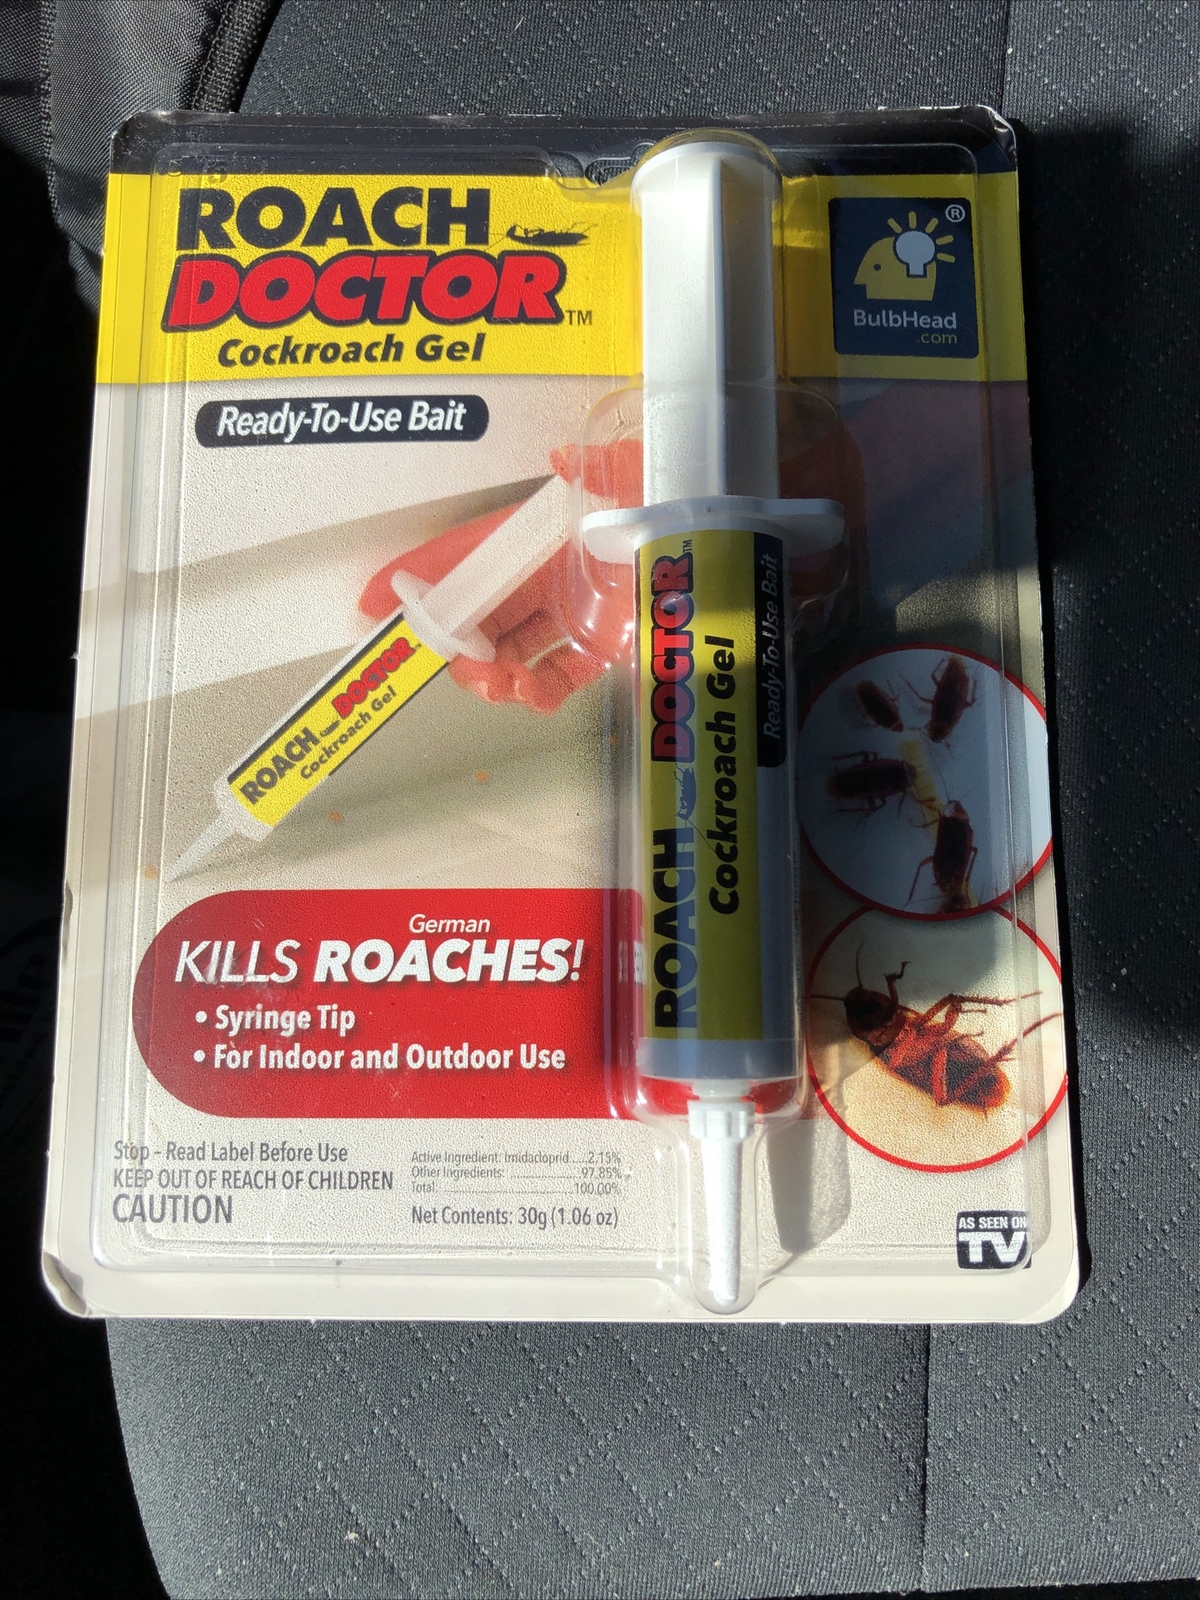 ROACH
DOCTOR™
Cockroach Gel
Ready-To-Use Bait
BulbHead®
.com
ROACH DOCTOR
Cockroach Gel
ROACH DOCTOR™
Cockroach Gel
Ready-To-Use Bait
German
KILLS ROACHES!
• Syringe Tip
• For Indoor and Outdoor Use
Stop – Read Label Before Use
KEEP OUT OF REACH OF CHILDREN
CAUTION
Active Ingredient: Imidacloprid.....2.15%
Other Ingredients: ....................97.85%
Total.......................................100.00%
Net Contents: 30g (1.06 oz)
AS SEEN ON
TV